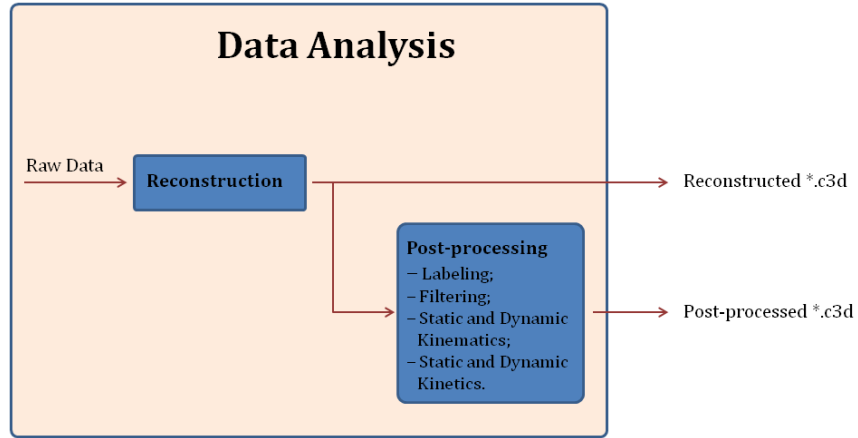 Data Analysis
Raw Data
Reconstruction
Reconstructed *.c3d
Post-processing
– Labeling;
– Filtering;
– Static and Dynamic
Kinematics;
– Static and Dynamic
Kinetics.
Post-processed *.c3d